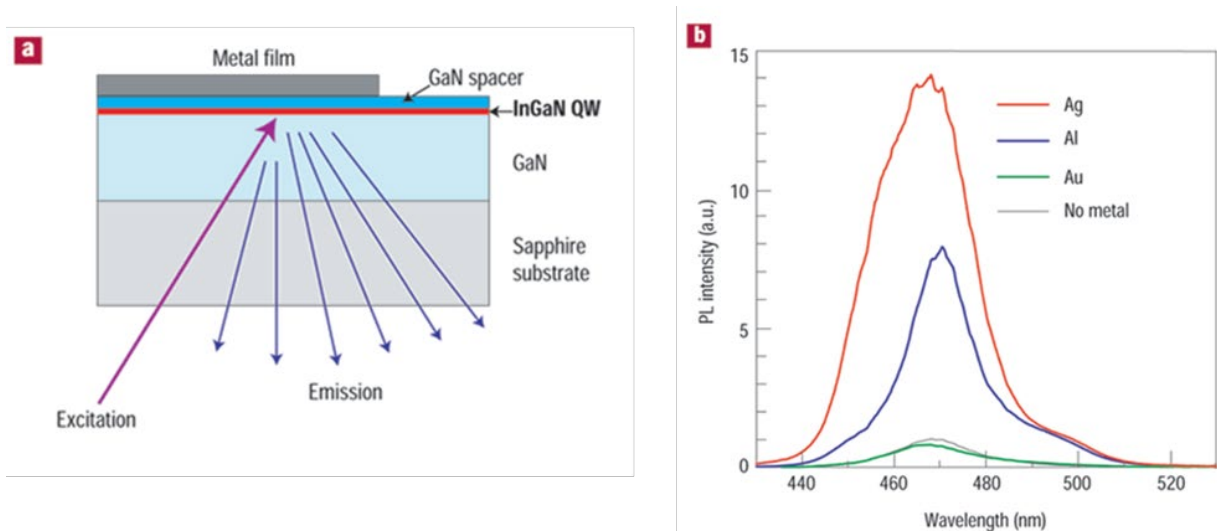 a
Metal film
GaN spacer
InGaN QW
GaN
Sapphire
substrate
Emission
Excitation
b
15
10
5
0
PL intensity (a.u.)
Ag
Al
Au
No metal
440 460 480 500 520
Wavelength (nm)